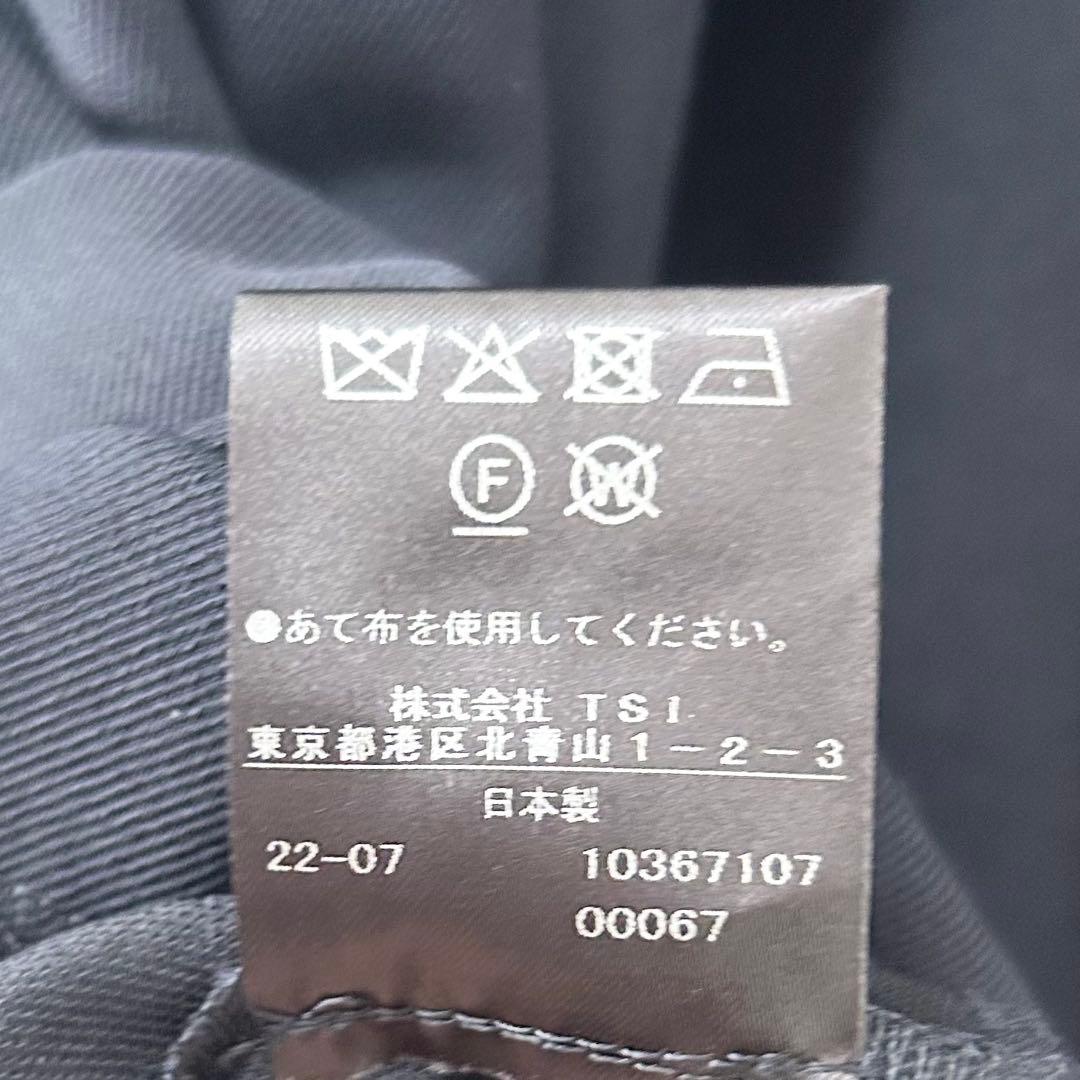 F W
●あて布を使用してください。
株式会社 TSI
東京都港区北青山1-2-3
日本製
22-07 10367107
00067